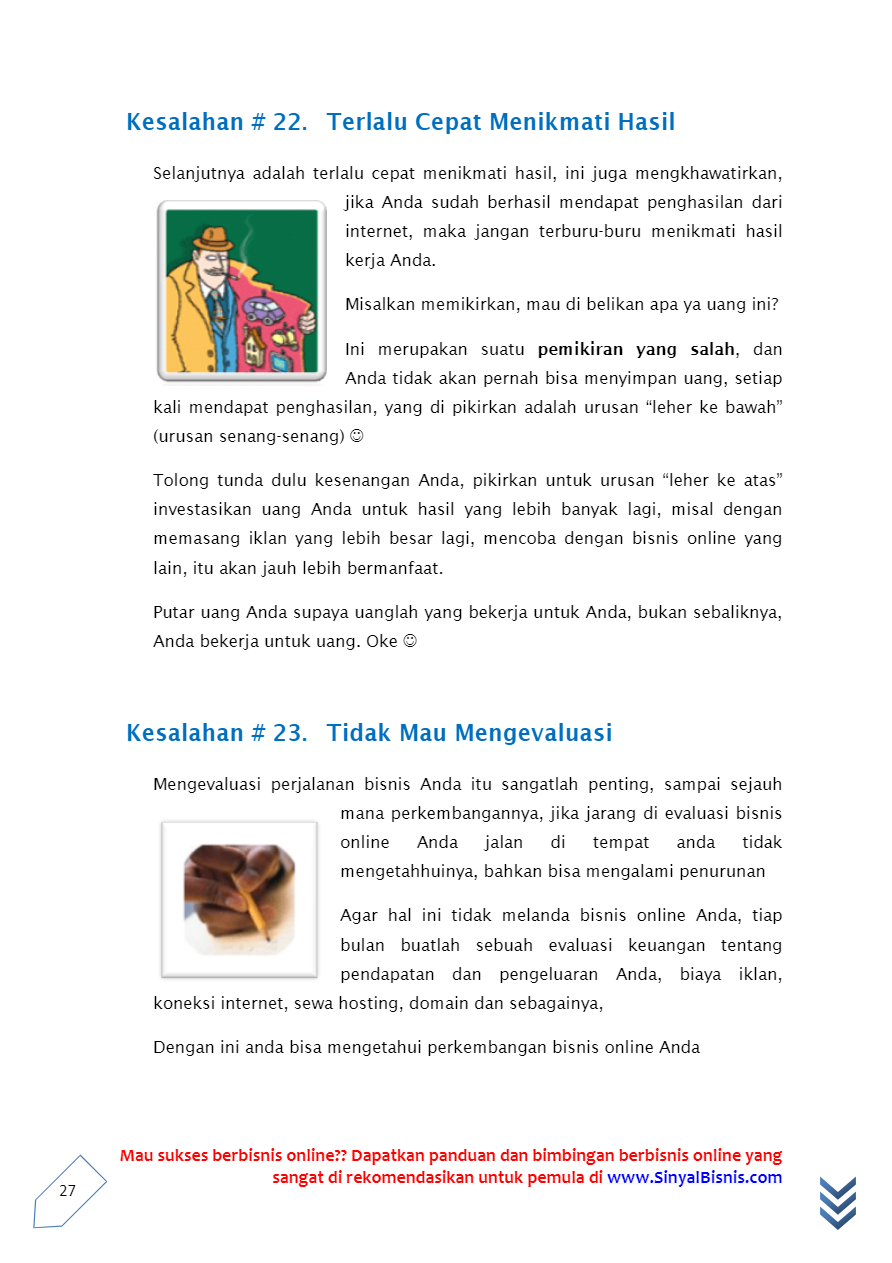 Kesalahan # 22. Terlalu Cepat Menikmati Hasil
Selanjutnya adalah terlalu cepat menikmati hasil, ini juga mengkhawatirkan,
jika Anda sudah berhasil mendapat penghasilan dari
internet, maka jangan terburu-buru menikmati hasil
kerja Anda.
Misalkan memikirkan, mau di belikan apa ya uang ini?
Ini merupakan suatu pemikiran yang salah, dan
Anda tidak akan pernah bisa menyimpan uang, setiap
kali mendapat penghasilan, yang di pikirkan adalah urusan “leher ke bawah”
(urusan senang-senang) ☺
Tolong tunda dulu kesenangan Anda, pikirkan untuk urusan “leher ke atas”
investasikan uang Anda untuk hasil yang lebih banyak lagi, misal dengan
memasang iklan yang lebih besar lagi, mencoba dengan bisnis online yang
lain, itu akan jauh lebih bermanfaat.
Putar uang Anda supaya uanglah yang bekerja untuk Anda, bukan sebaliknya,
Anda bekerja untuk uang. Oke ☺
Kesalahan # 23. Tidak Mau Mengevaluasi
Mengevaluasi perjalanan bisnis Anda itu sangatlah penting, sampai sejauh
mana perkembangannya, jika jarang di evaluasi bisnis
online Anda jalan di tempat anda tidak
mengetahhuinya, bahkan bisa mengalami penurunan
Agar hal ini tidak melanda bisnis online Anda, tiap
bulan buatlah sebuah evaluasi keuangan tentang
pendapatan dan pengeluaran Anda, biaya iklan,
koneksi internet, sewa hosting, domain dan sebagainya,
Dengan ini anda bisa mengetahui perkembangan bisnis online Anda
Mau sukses berbisnis online?? Dapatkan panduan dan bimbingan berbisnis online yang
sangat di rekomendasikan untuk pemula di www.SinyalBisnis.com
27